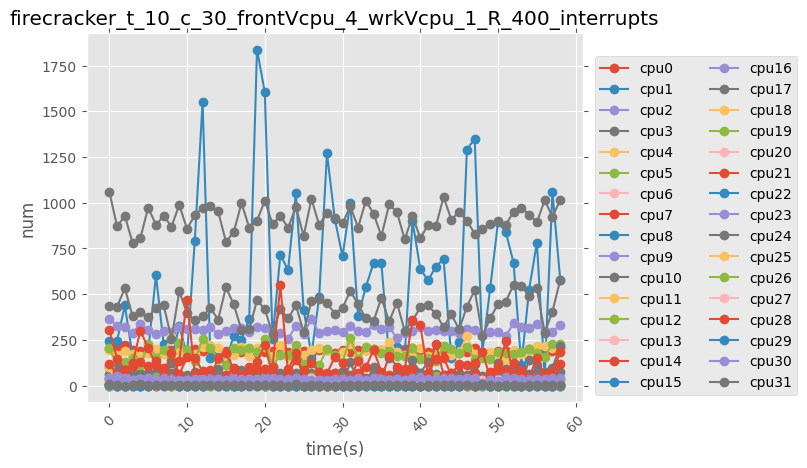 firecracker_t_10_c_30_frontVcpu_4_wrkVcpu_1_R_400_interrupts
1750
1500
1250
1000
750
500
250
0
num
0
10
20
30
40
50
60
time(s)
cpu0
cpu1
cpu2
cpu3
cpu4
cpu5
cpu6
cpu7
cpu8
cpu9
cpu10
cpu11
cpu12
cpu13
cpu14
cpu15
cpu16
cpu17
cpu18
cpu19
cpu20
cpu21
cpu22
cpu23
cpu24
cpu25
cpu26
cpu27
cpu28
cpu29
cpu30
cpu31